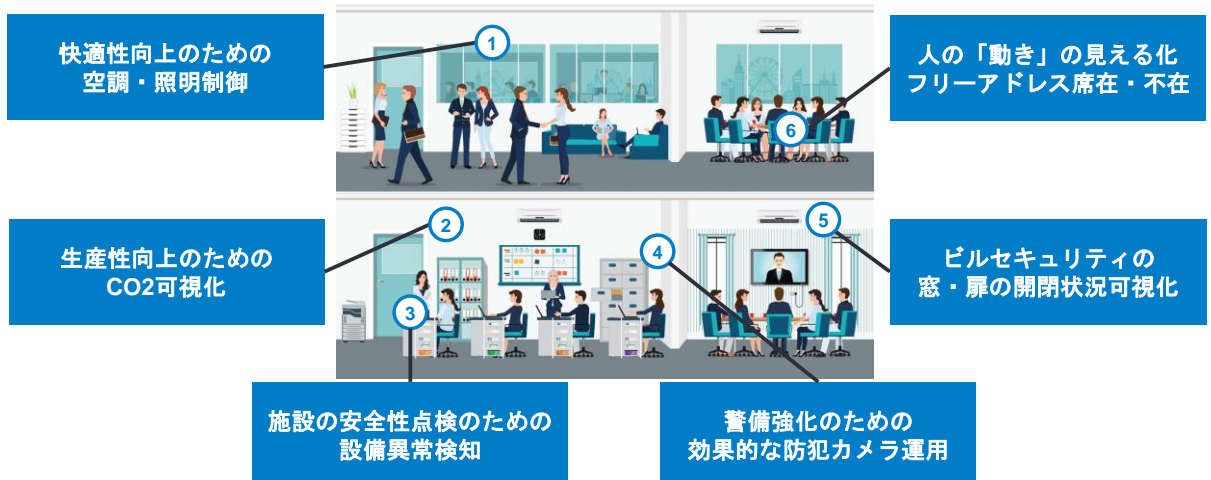 快適性向上のための
空調・照明制御
1
人の「動き」の見える化
フリーアドレス席在・不在
6
生産性向上のための
CO2可視化
2
5
ビルセキュリティの
窓・扉の開閉状況可視化
3
4
施設の安全性点検のための
設備異常検知
警備強化のための
効果的な防犯カメラ運用